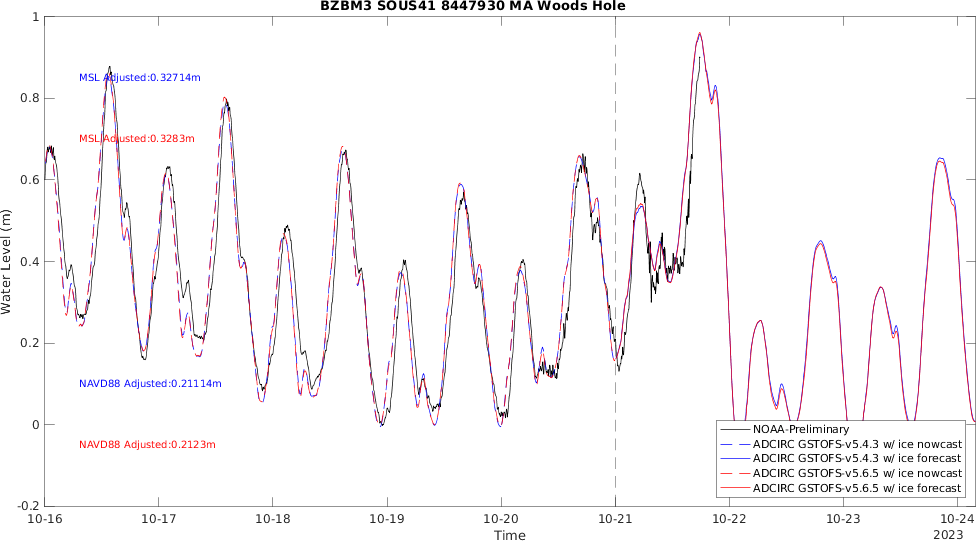 BZBM3 SOUS41 8447930 MA Woods Hole
1
0.8
0.6
0.4
0.2
0
-0.2
Water Level (m)
MSL Adjusted:0.32714m
MSL Adjusted:0.3283m
NAVD88 Adjusted:0.21114m
NAVD88 Adjusted:0.2123m
NOAA-Preliminary
ADCIRC GSTOFS-v5.4.3 w/ ice nowcast
ADCIRC GSTOFS-v5.4.3 w/ ice forecast
ADCIRC GSTOFS-v5.6.5 w/ ice nowcast
ADCIRC GSTOFS-v5.6.5 w/ ice forecast
10-16 10-17 10-18 10-19 10-20 10-21 10-22 10-23 10-24
Time
2023